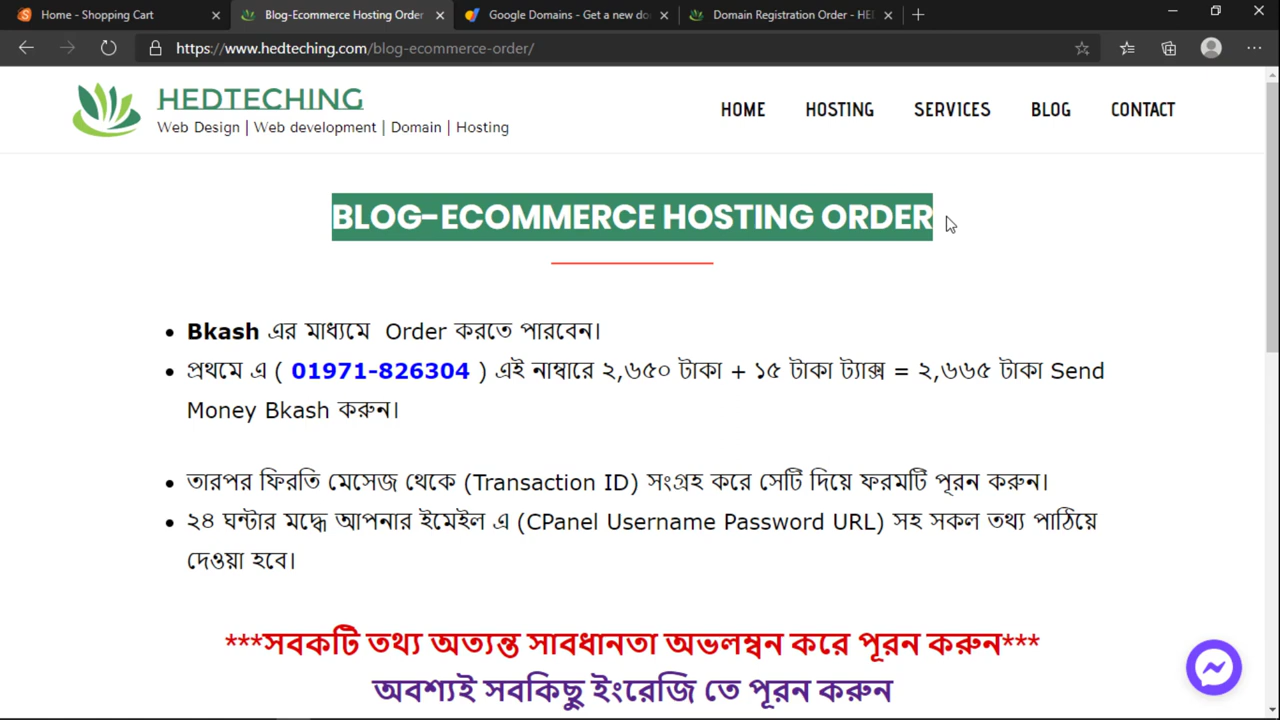 Home - Shopping Cart
Blog-Ecommerce Hosting Order
Google Domains - Get a new do
Domain Registration Order - HE
https://www.hedteching.com/blog-ecommerce-order/
HEDTECHING
Web Design | Web development | Domain | Hosting
HOME HOSTING SERVICES BLOG CONTACT
BLOG-ECOMMERCE HOSTING ORDER
Bkash এর মাধ্যমে Order করতে পারবেন।
প্রথমে এ ( 01971-826304 ) এই নাম্বারে ২,৬৫০ টাকা + ১৫ টাকা ট্যাক্স = ২,৬৬৫ টাকা Send
Money Bkash করুন।
তারপর ফিরতি মেসেজ থেকে (Transaction ID) সংগ্রহ করে সেটি দিয়ে ফরমটি পূরন করুন।
২৪ ঘন্টার মদ্ধে আপনার ইমেইল এ (CPanel Username Password URL) সহ সকল তথ্য পাঠিয়ে
দেওয়া হবে।
***সবকটি তথ্য অত্যন্ত সাবধানতা অভলম্বন করে পূরন করুন***
অবশ্যই সবকিছু ইংরেজি তে পূরন করুন